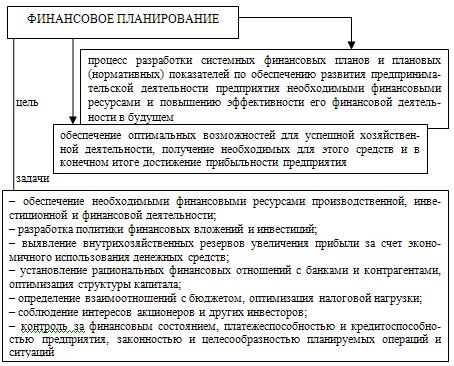 ФИНАНСОВОЕ ПЛАНИРОВАНИЕ
процесс разработки системных финансовых планов и плановых
(нормативных) показателей по обеспечению развития предпринима-
тельской деятельности предприятия необходимыми финансовыми
ресурсами и повышению эффективности его финансовой деятель-
ности в будущем
цель
обеспечение оптимальных возможностей для успешной хозяйствен-
ной деятельности, получение необходимых для этого средств и в
конечном итоге достижение прибыльности предприятия
задачи
– обеспечение необходимыми финансовыми ресурсами производственной, инве-
стиционной и финансовой деятельности;
– разработка политики финансовых вложений и инвестиций;
– выявление внутрихозяйственных резервов увеличения прибыли за счет эконо-
мичного использования денежных средств;
– установление рациональных финансовых отношений с банками и контрагентами,
оптимизация структуры капитала;
– определение взаимоотношений с бюджетом, оптимизация налоговой нагрузки;
– соблюдение интересов акционеров и других инвесторов;
– контроль за финансовым состоянием, платежеспособностью и кредитоспособно-
стью предприятия, законностью и целесообразностью планируемых операций и
ситуаций